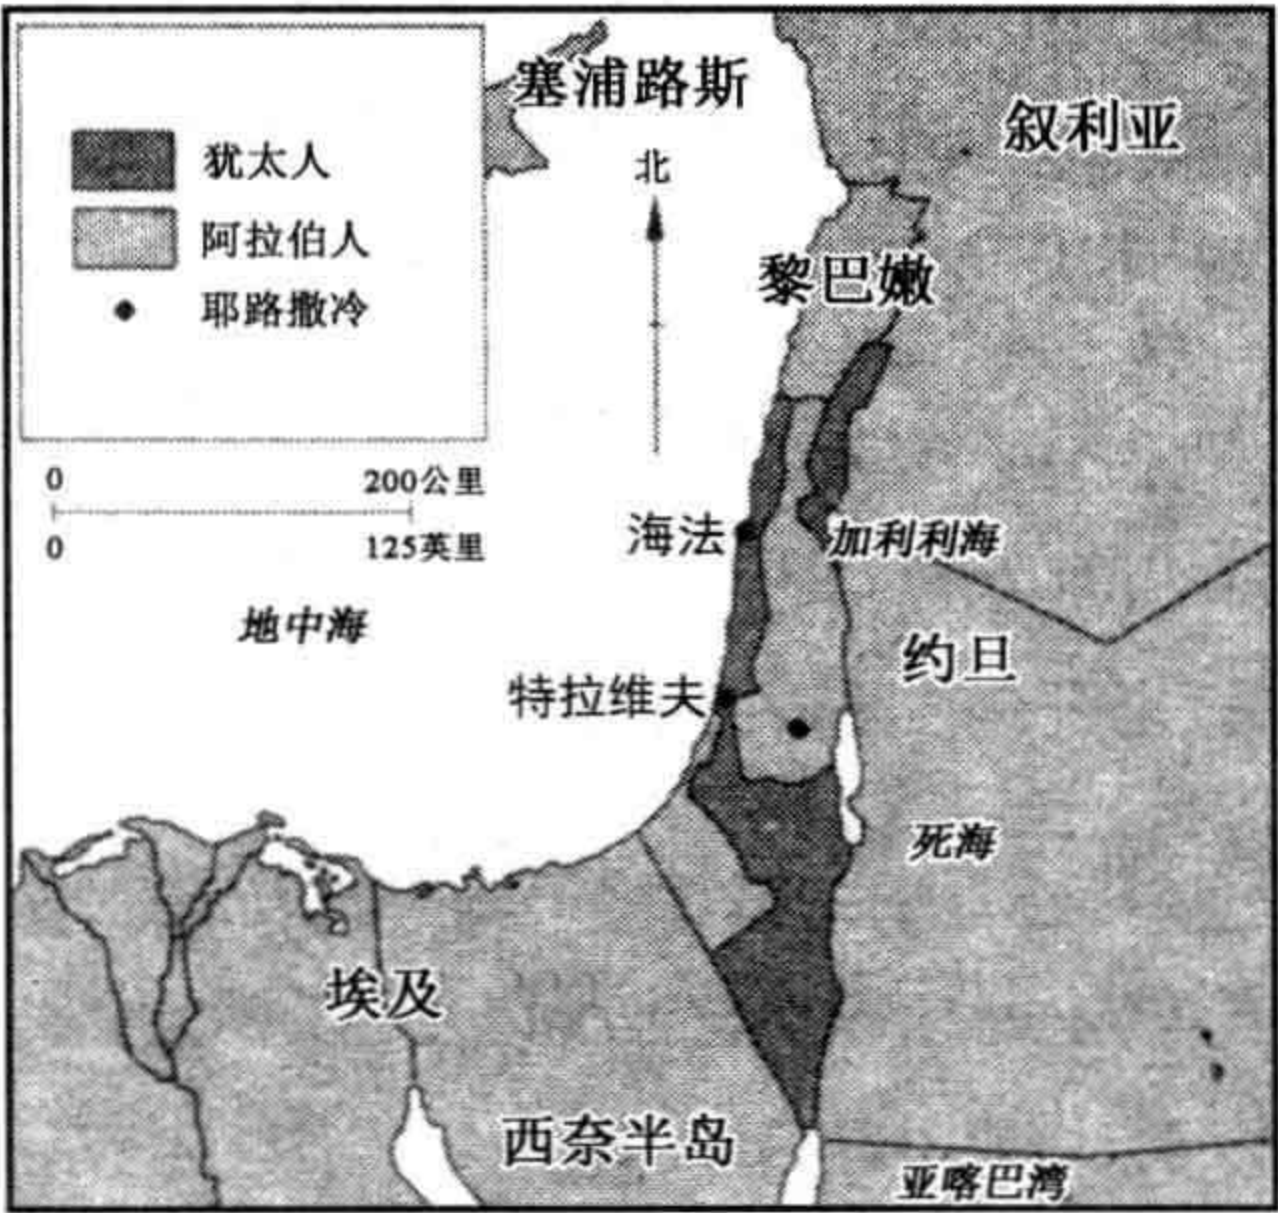 塞浦路斯
叙利亚
犹太人
北
阿拉伯人
黎巴嫩
耶路撒冷
0 200公里
0 125英里
海法
加利利海
地中海
约旦
特拉维夫
死海
埃及
西奈半岛
亚喀巴湾